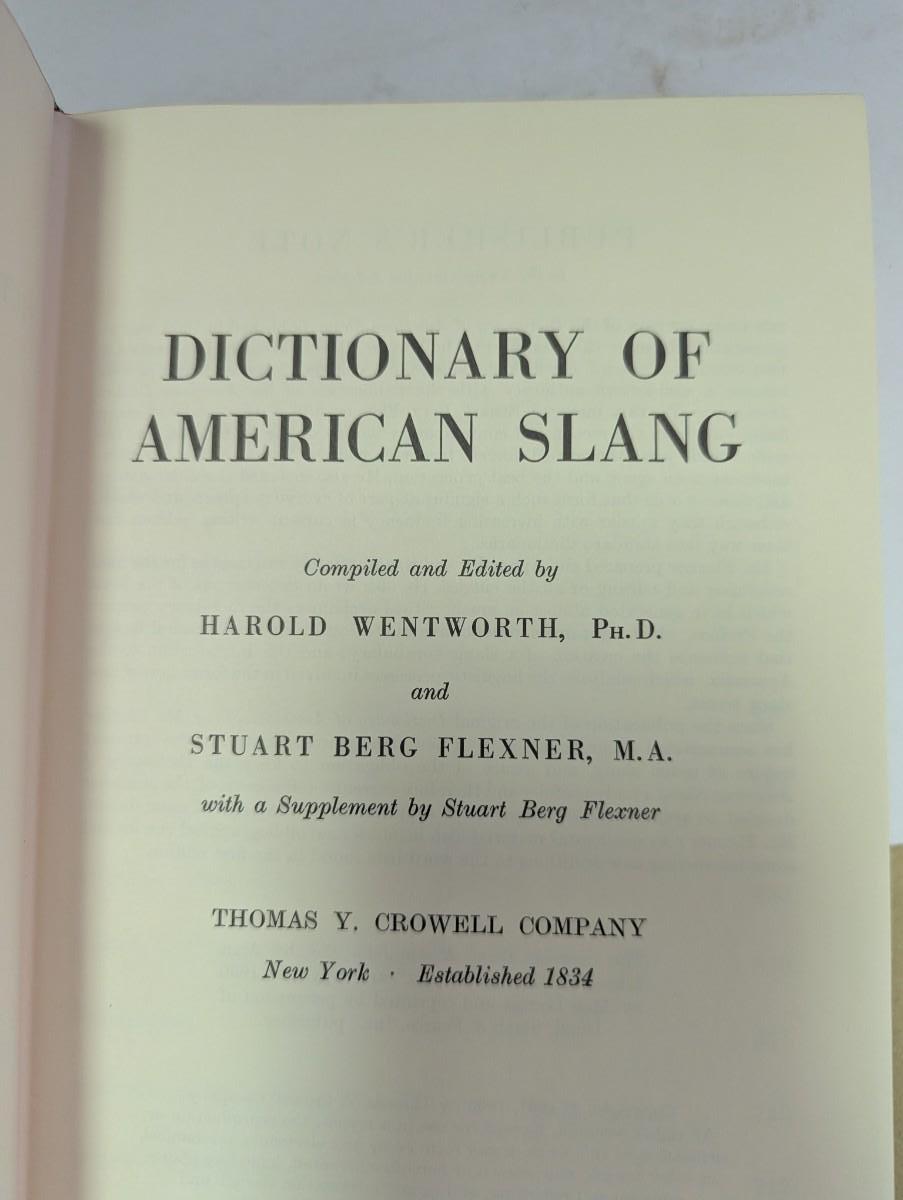 DICTIONARY OF
AMERICAN SLANG
Compiled and Edited by
HAROLD WENTWORTH, PH.D.
and
STUART BERG FLEXNER, M.A.
with a Supplement by Stuart Berg Flexner
THOMAS Y. CROWELL COMPANY
New York · Established 1834